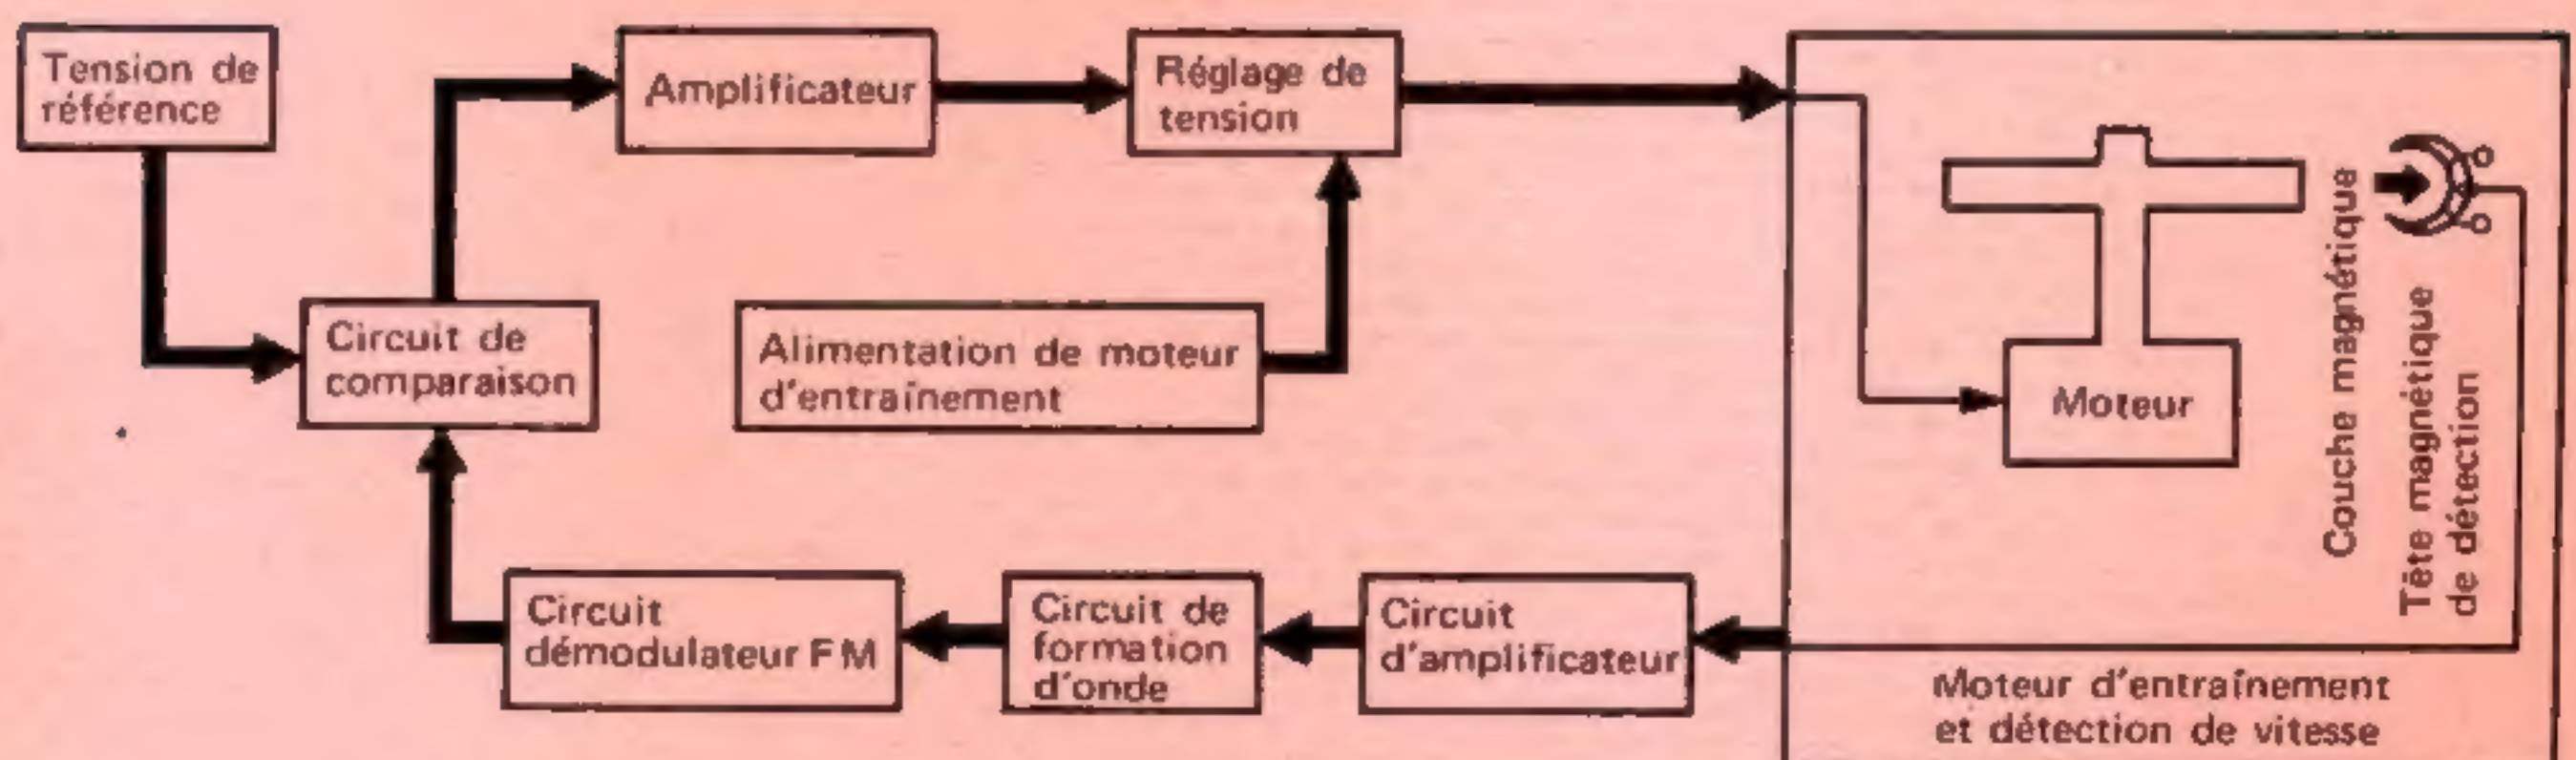 Tension de
référence
Amplificateur
Réglage de
tension
Circuit de
comparaison
Alimentation de moteur
d'entraînement
Moteur
Couche magnétique
Tête magnétique
de détection
Circuit
démodulateur FM
Circuit de
formation
d'onde
Circuit
d'amplificateur
Moteur d'entraînement
et détection de vitesse